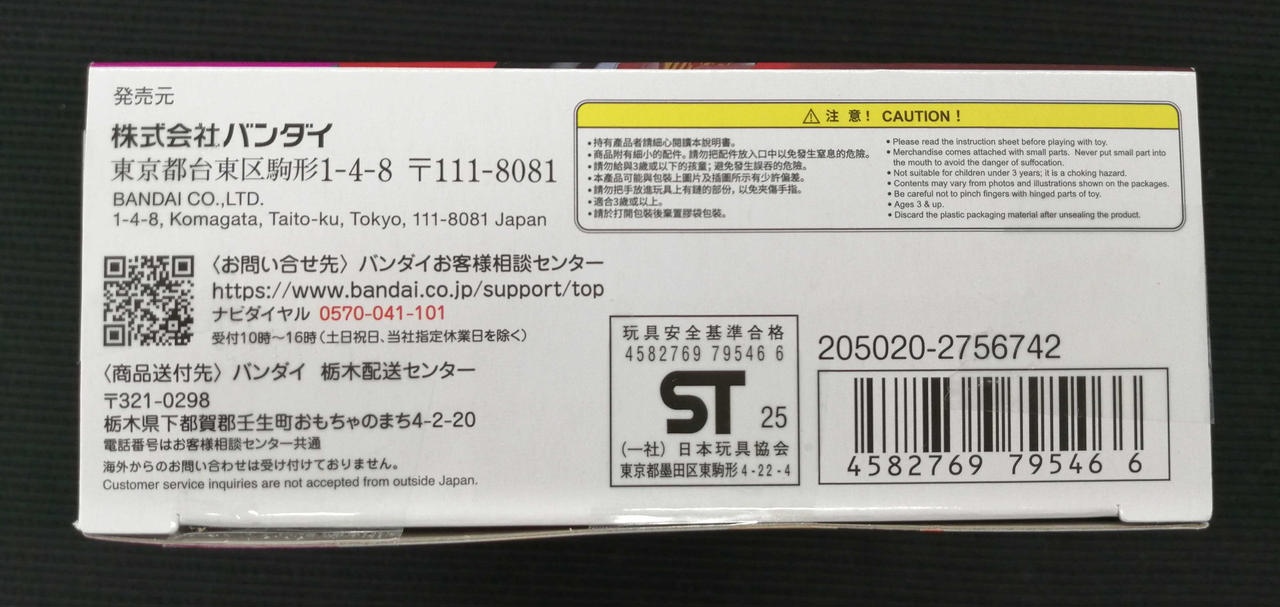 発売元
株式会社バンダイ
東京都台東区駒形1-4-8 〒111-8081
BANDAI CO.,LTD.
1-4-8, Komagata, Taito-ku, Tokyo, 111-8081 Japan
〈お問い合せ先〉バンダイお客様相談センター
https://www.bandai.co.jp/support/top
ナビダイヤル 0570-041-101
受付10時～16時(土日祝日、当社指定休業日を除く)
〈商品送付先〉バンダイ 栃木配送センター
〒321-0298
栃木県下都賀郡壬生町おもちゃのまち4-2-20
電話番号はお客様相談センター共通
海外からのお問い合わせは受け付けておりません。
Customer service inquiries are not accepted from outside Japan.
注意! CAUTION!
•持有產品者請細心閱讀本說明書。
•商品附有細小的配件。請勿把配件放入口中以免發生窒息的危險。
•請勿給與3歲或以下的孩童;避免發生誤吞的危險。
•本產品可能與包裝上圖片及插圖所示有少許偏差。
•請勿把手放進玩具上有鏈的部份,以免夾傷手指。
•適合3歲或以上。
•請於打開包裝後棄置膠袋包裝。
• Please read the instruction sheet before playing with toy.
• Merchandise comes attached with small parts. Never put small part into
the mouth to avoid the danger of suffocation.
• Not suitable for children under 3 years; it is a choking hazard.
• Contents may vary from photos and illustrations shown on the packages.
• Be careful not to pinch fingers with hinged parts of toy.
• Ages 3 & up.
• Discard the plastic packaging material after unsealing the product.
玩具安全基準合格
4582769 79546 6
ST 25
(一社)日本玩具協会
東京都墨田区東駒形4-22-4
205020-2756742
4582769 79546 6